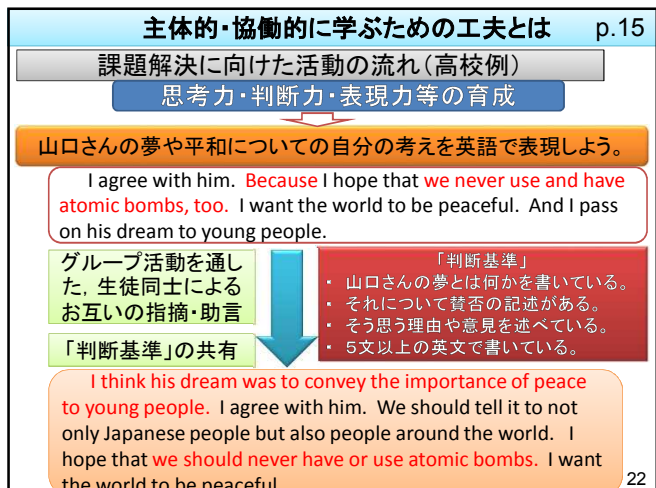 主体的・協働的に学ぶための工夫とは p.15
課題解決に向けた活動の流れ(高校例)
思考力・判断力・表現力等の育成
山口さんの夢や平和についての自分の考えを英語で表現しよう。
I agree with him. Because I hope that we never use and have
atomic bombs, too. I want the world to be peaceful. And I pass
on his dream to young people.
グループ活動を通し
た，生徒同士による
お互いの指摘・助言
「判断基準」の共有
「判断基準」
・ 山口さんの夢とは何かを書いている。
・ それについて賛否の記述がある。
・ そう思う理由や意見を述べている。
・ ５文以上の英文で書いている。
I think his dream was to convey the importance of peace
to young people. I agree with him. We should tell it to not
only Japanese people but also people around the world. I
hope that we should never have or use atomic bombs. I want
the world to be peaceful
22